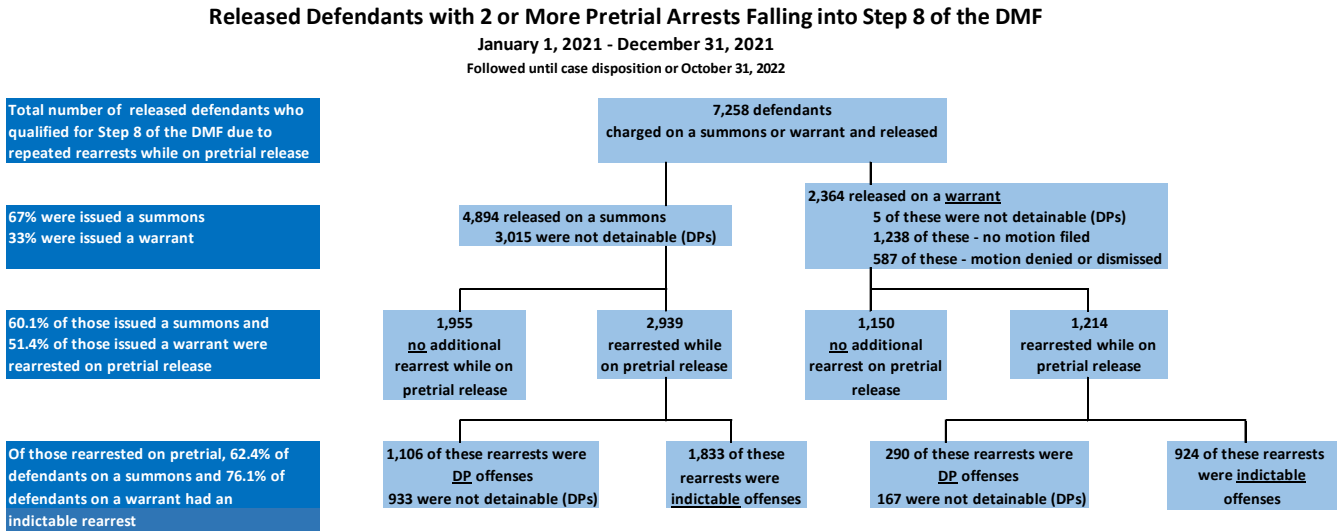 Released Defendants with 2 or More Pretrial Arrests Falling into Step 8 of the DMF
January 1, 2021 - December 31, 2021
Followed until case disposition or October 31, 2022
Total number of released defendants who
qualified for Step 8 of the DMF due to
repeated rearrests while on pretrial release
7,258 defendants
charged on a summons or warrant and released
67% were issued a summons
33% were issued a warrant
4,894 released on a summons
3,015 were not detainable (DPs)
2,364 released on a warrant
5 of these were not detainable (DPs)
1,238 of these - no motion filed
587 of these - motion denied or dismissed
60.1% of those issued a summons and
51.4% of those issued a warrant were
rearrested on pretrial release
1,955
no additional
rearrest while on
pretrial release
2,939
rearrested while
on pretrial release
1,150
no additional
rearrest on pretrial
release
1,214
rearrested while on
pretrial release
Of those rearrested on pretrial, 62.4% of
defendants on a summons and 76.1% of
defendants on a warrant had an
indictable rearrest
1,106 of these rearrests were
DP offenses
933 were not detainable (DPs)
1,833 of these
rearrests were
indictable offenses
290 of these rearrests were
DP offenses
167 were not detainable (DPs)
924 of these rearrests
were indictable
offenses